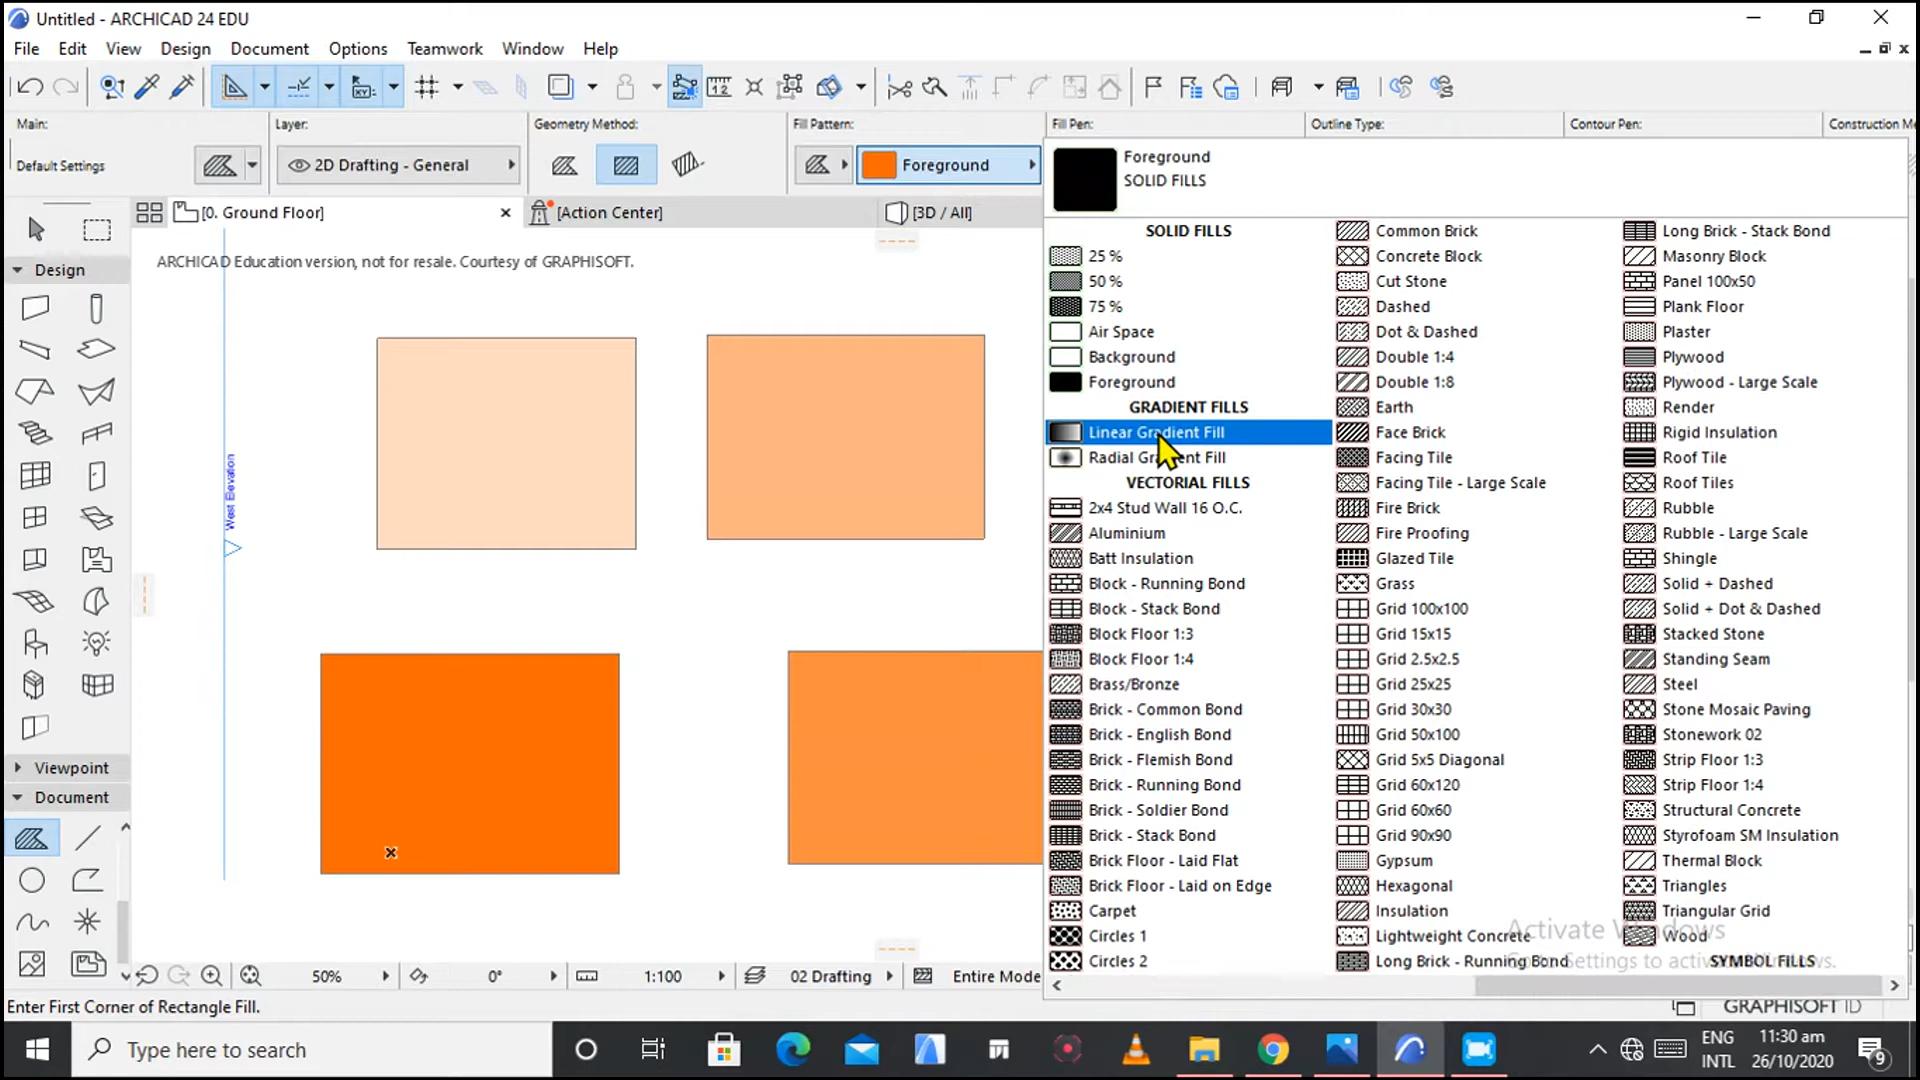 Untitled - ARCHICAD 24 EDU
File Edit View Design Document Options Teamwork Window Help
Main: Layer: Geometry Method: Fill Pattern: Fill Pen: Outline Type: Contour Pen: Construction Me
Default Settings 2D Drafting - General Foreground
Foreground
SOLID FILLS
[0. Ground Floor] [Action Center] [3D / All]
ARCHICAD Education version, not for resale. Courtesy of GRAPHISOFT.
Design
West Elevation
Viewpoint
Document
SOLID FILLS
25 %
50 %
75 %
Air Space
Background
Foreground
GRADIENT FILLS
Linear Gradient Fill
Radial Gradient Fill
VECTORIAL FILLS
2x4 Stud Wall 16 O.C.
Aluminium
Batt Insulation
Block - Running Bond
Block - Stack Bond
Block Floor 1:3
Block Floor 1:4
Brass/Bronze
Brick - Common Bond
Brick - English Bond
Brick - Flemish Bond
Brick - Running Bond
Brick - Soldier Bond
Brick - Stack Bond
Brick Floor - Laid Flat
Brick Floor - Laid on Edge
Carpet
Circles 1
Circles 2
Common Brick
Concrete Block
Cut Stone
Dashed
Dot & Dashed
Double 1:4
Double 1:8
Earth
Face Brick
Facing Tile
Facing Tile - Large Scale
Fire Brick
Fire Proofing
Glazed Tile
Grass
Grid 100x100
Grid 15x15
Grid 2.5x2.5
Grid 25x25
Grid 30x30
Grid 50x100
Grid 5x5 Diagonal
Grid 60x120
Grid 60x60
Grid 90x90
Gypsum
Hexagonal
Insulation
Lightweight Concrete
Long Brick - Running Bond
Long Brick - Stack Bond
Masonry Block
Panel 100x50
Plank Floor
Plaster
Plywood
Plywood - Large Scale
Render
Rigid Insulation
Roof Tile
Roof Tiles
Rubble
Rubble - Large Scale
Shingle
Solid + Dashed
Solid + Dot & Dashed
Stacked Stone
Standing Seam
Steel
Stone Mosaic Paving
Stonework 02
Strip Floor 1:3
Strip Floor 1:4
Structural Concrete
Styrofoam SM Insulation
Thermal Block
Triangles
Triangular Grid
Wood
SYMBOL FILLS
Activate Windows
Go to Settings to activate Windows.
50% 0° 1:100 02 Drafting Entire Mode
Enter First Corner of Rectangle Fill.
GRAPHISOFT ID
Type here to search
ENG
INTL
11:30 am
26/10/2020
9